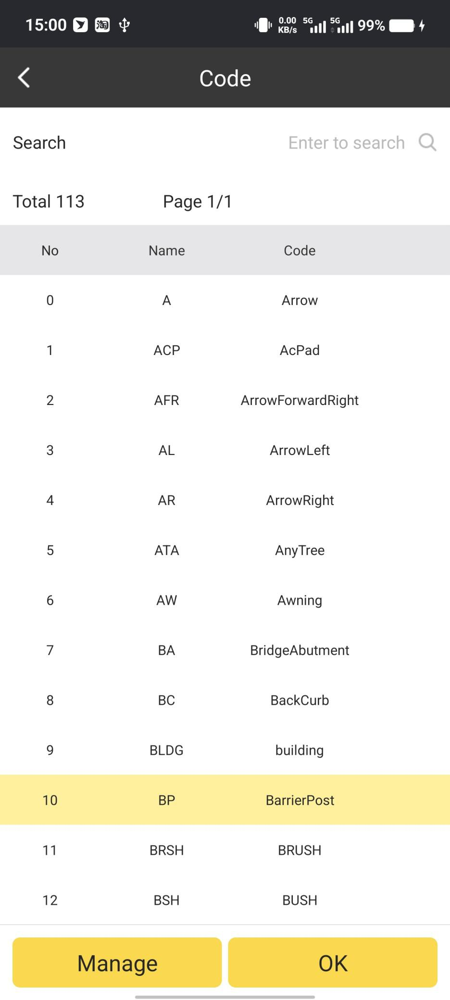 15:00 淘 0.00 KB/s 5G 5G 99%
Code
Search Enter to search
Total 113 Page 1/1
No Name Code
0 A Arrow
1 ACP AcPad
2 AFR ArrowForwardRight
3 AL ArrowLeft
4 AR ArrowRight
5 ATA AnyTree
6 AW Awning
7 BA BridgeAbutment
8 BC BackCurb
9 BLDG building
10 BP BarrierPost
11 BRSH BRUSH
12 BSH BUSH
Manage OK